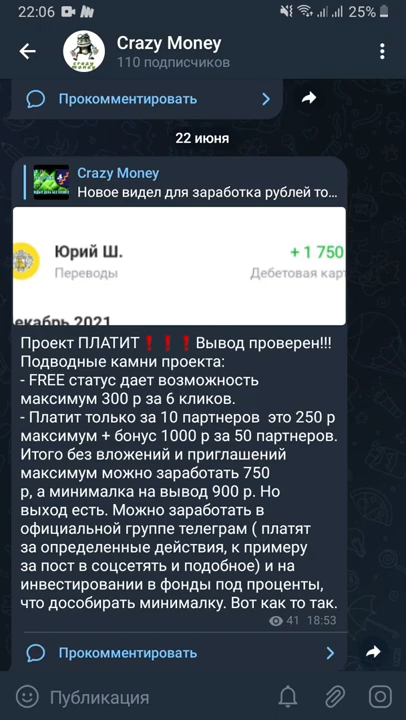 22:06
25%
Crazy Money
110 подписчиков
Прокомментировать
22 июня
Crazy Money
Новое видел для заработка рублей то...
Юрий Ш.
+ 1 750
Переводы
Дебетовая карт
екабрь 2021
Проект ПЛАТИТ❗❗❗Вывод проверен!!!
Подводные камни проекта:
- FREE статус дает возможность
максимум 300 р за 6 кликов.
- Платит только за 10 партнеров это 250 р
максимум + бонус 1000 р за 50 партнеров.
Итого без вложений и приглашений
максимум можно заработать 750
р, а минималка на вывод 900 р. Но
выход есть. Можно заработать в
официальной группе телеграм ( платят
за определенные действия, к примеру
за пост в соцсетять и подобное) и на
инвестировании в фонды под проценты,
что дособирать минималку. Вот как то так.
41 18:53
Прокомментировать
Публикация